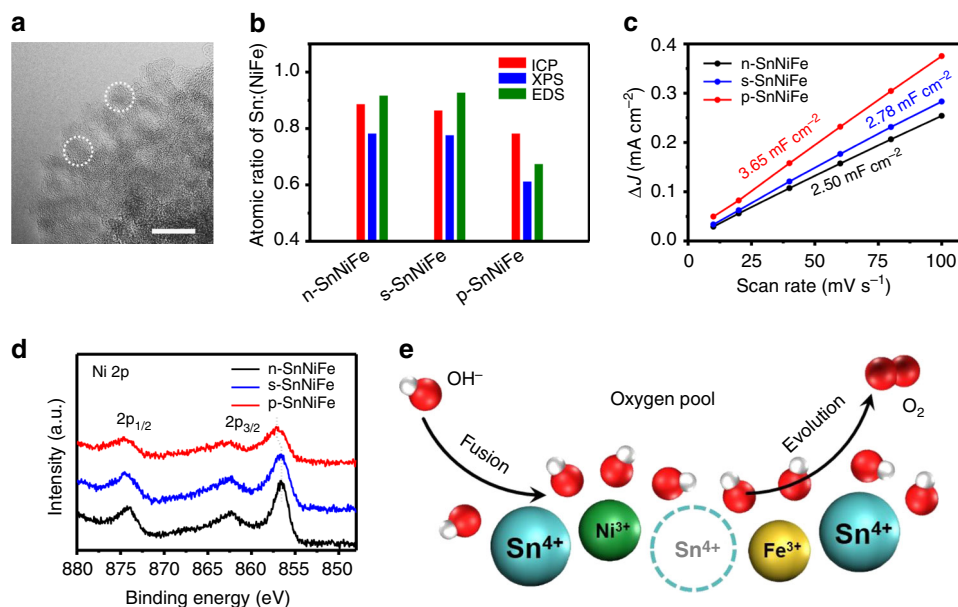 a
b
Atomic ratio of Sn:(NiFe)
1.0
0.8
0.6
0.4
ICP
XPS
EDS
n-SnNiFe
s-SnNiFe
p-SnNiFe
c
ΔJ (mA cm⁻²)
0.4
0.3
0.2
0.1
0.0
n-SnNiFe
s-SnNiFe
p-SnNiFe
3.65 mF cm⁻²
2.78 mF cm⁻²
2.50 mF cm⁻²
0 25 50 75 100
Scan rate (mV s⁻¹)
d
Intensity (a.u.)
Ni 2p
n-SnNiFe
s-SnNiFe
p-SnNiFe
2p₁/₂
2p₃/₂
880 875 870 865 860 855
Binding energy (eV)
e
OH⁻
Oxygen pool
O₂
Fusion
Evolution
Sn⁴⁺
Ni³⁺
Sn⁴⁺
Fe³⁺
Sn⁴⁺